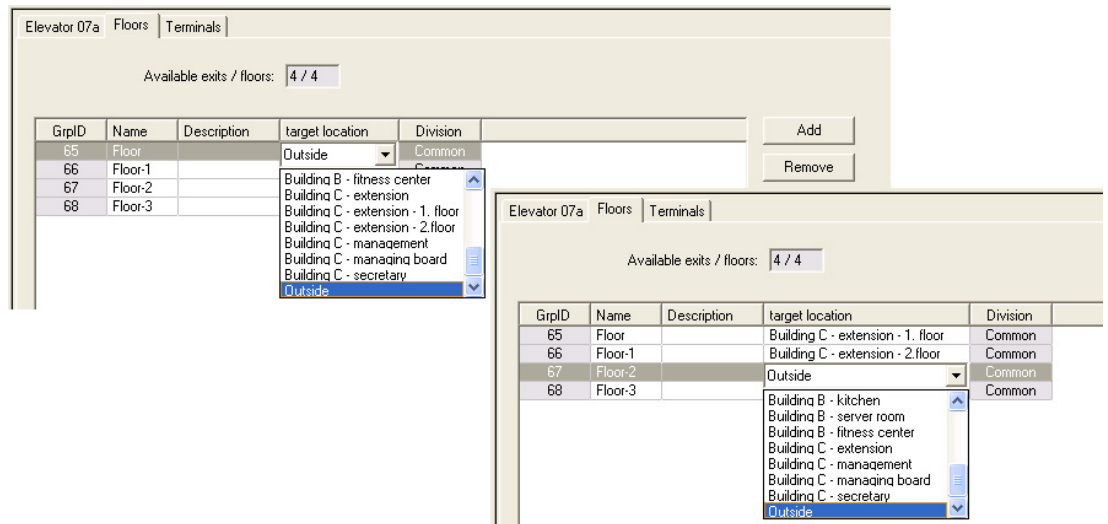 Elevator 07a Floors Terminals
Available exits / floors: 4 / 4
GrpID Name Description target location Division
65 Floor Outside Common
66 Floor-1 Common
67 Floor-2
68 Floor-3
Building B - fitness center
Building C - extension
Building C - extension - 1. floor
Building C - extension - 2.floor
Building C - management
Building C - managing board
Building C - secretary
Outside
Add
Remove
Elevator 07a Floors Terminals
Available exits / floors: 4 / 4
GrpID Name Description target location Division
65 Floor Building C - extension - 1. floor Common
66 Floor-1 Building C - extension - 2.floor Common
67 Floor-2 Outside Common
68 Floor-3 Common
Building B - kitchen
Building B - server room
Building B - fitness center
Building C - extension
Building C - management
Building C - managing board
Building C - secretary
Outside